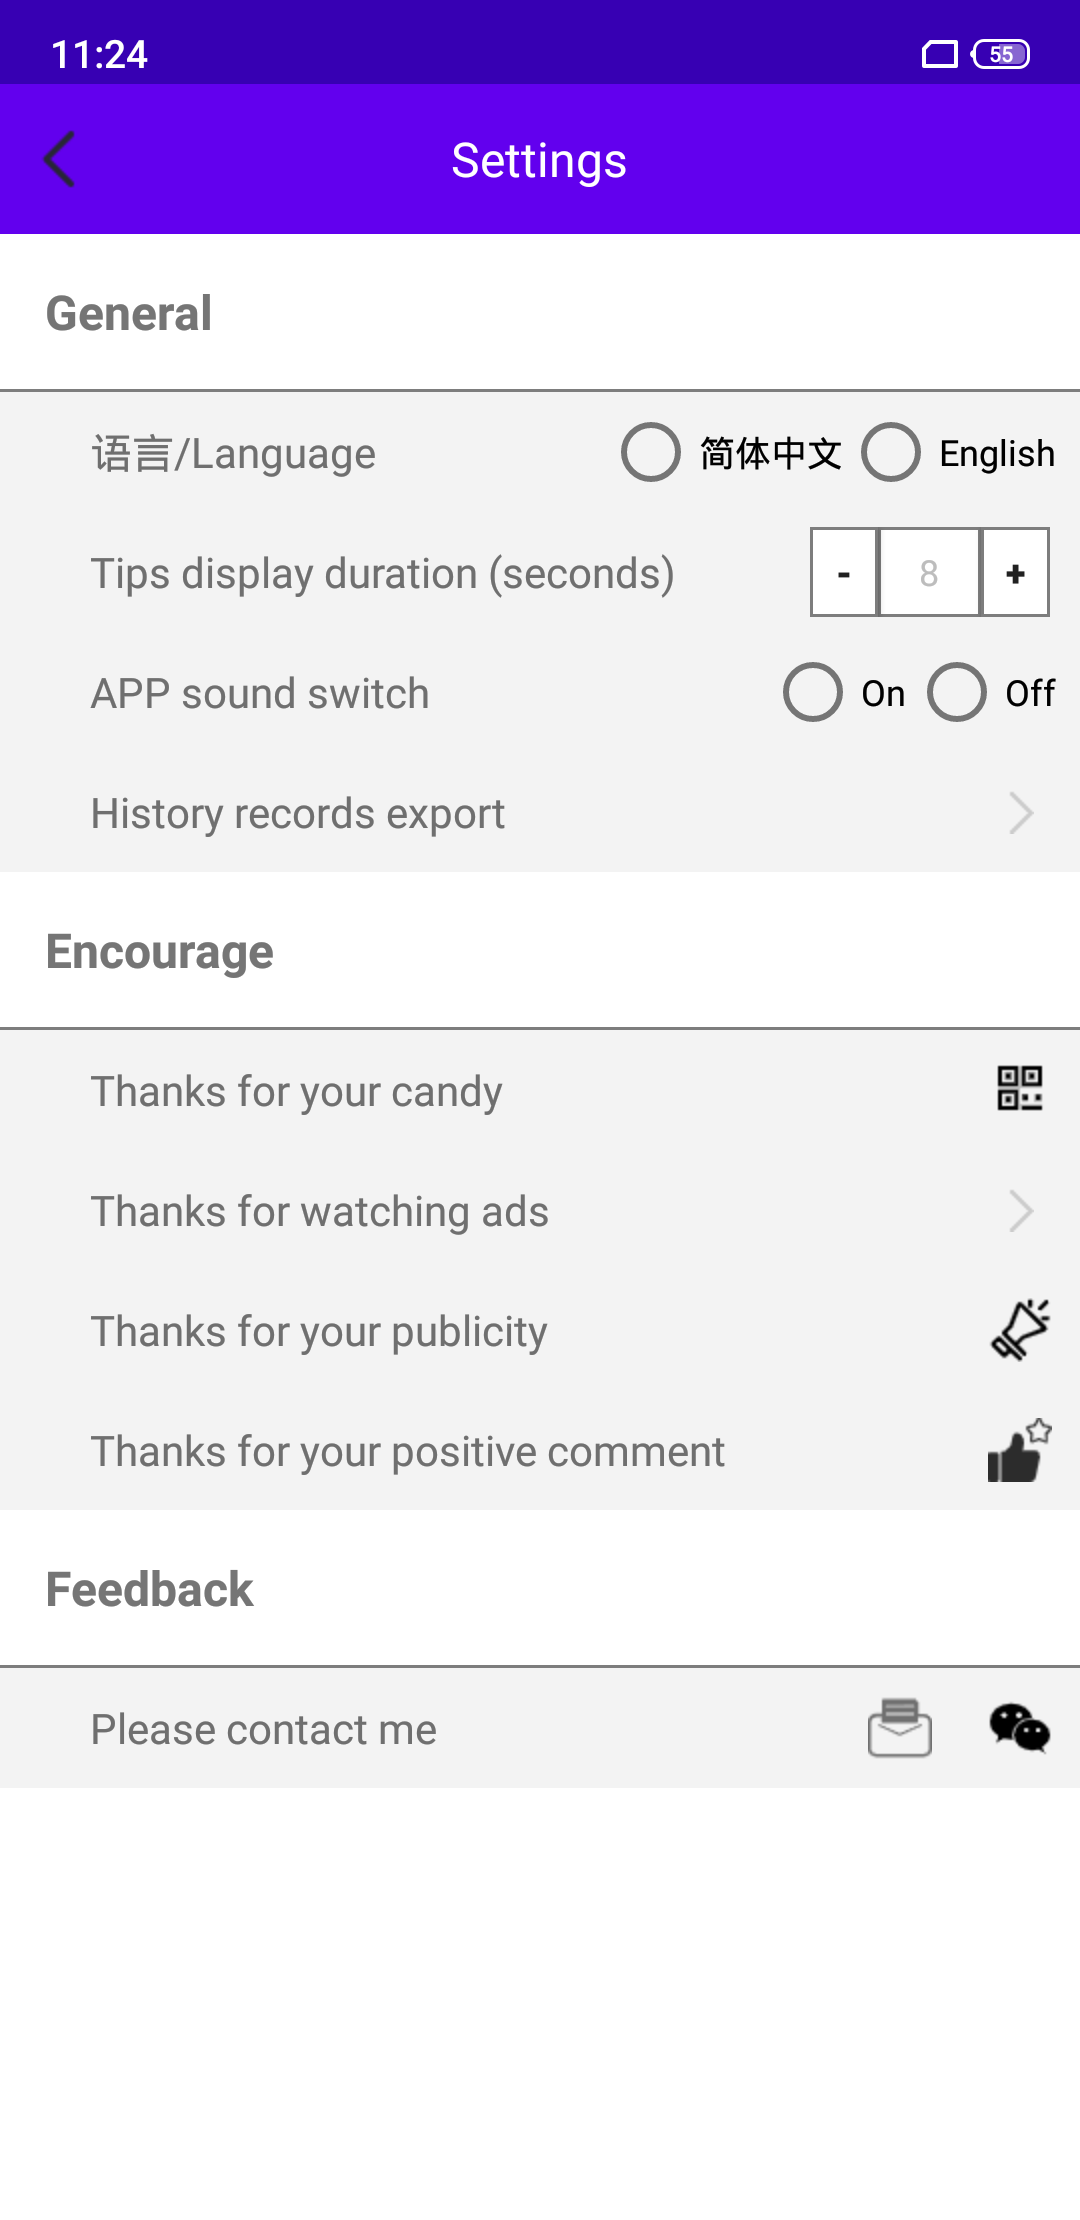 11:24
55
Settings
General
语言/Language 简体中文 English
Tips display duration (seconds) - 8 +
APP sound switch On Off
History records export
Encourage
Thanks for your candy
Thanks for watching ads
Thanks for your publicity
Thanks for your positive comment
Feedback
Please contact me